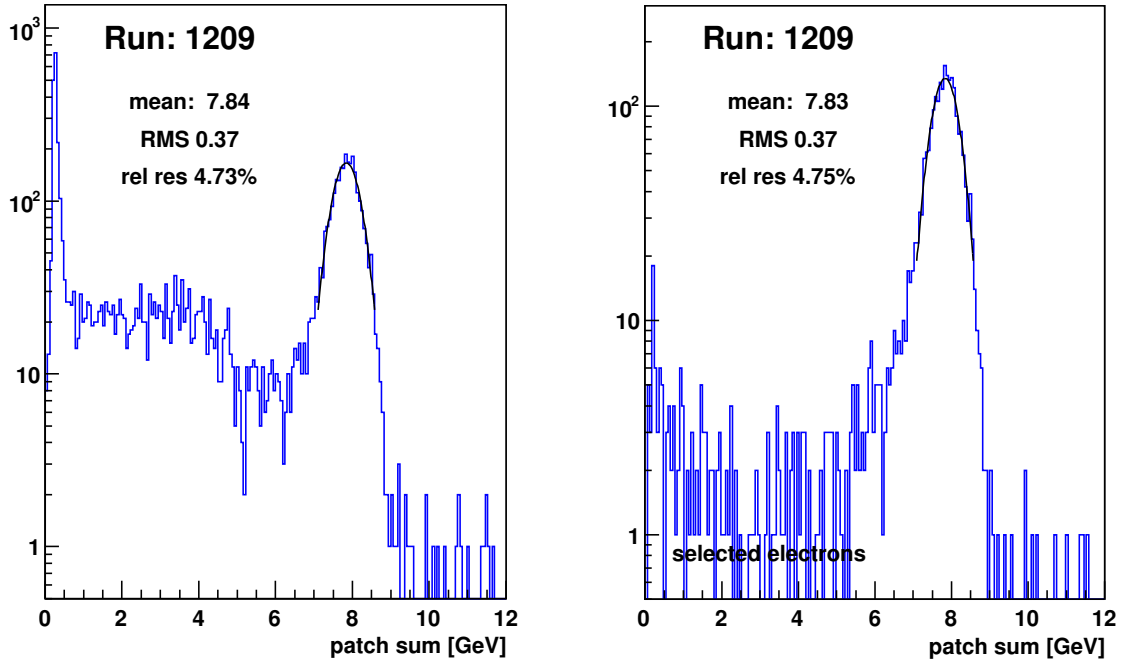 Run: 1209
mean: 7.84
RMS 0.37
rel res 4.73%
10³
10²
10
1
0 2 4 6 8 10 12
patch sum [GeV]
Run: 1209
mean: 7.83
RMS 0.37
rel res 4.75%
10²
10
1
selected electrons
0 2 4 6 8 10 12
patch sum [GeV]